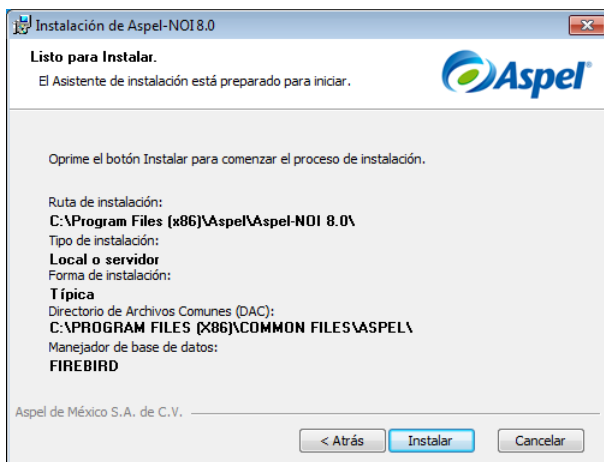 Instalación de Aspel-NOI 8.0
Listo para Instalar.
El Asistente de instalación está preparado para iniciar.
Aspel
Oprime el botón Instalar para comenzar el proceso de instalación.
Ruta de instalación:
C:\Program Files (x86)\Aspel\Aspel-NOI 8.0\
Tipo de instalación:
Local o servidor
Forma de instalación:
Típica
Directorio de Archivos Comunes (DAC):
C:\PROGRAM FILES (X86)\COMMON FILES\ASPEL\
Manejador de base de datos:
FIREBIRD
Aspel de México S.A. de C.V.
< Atrás Instalar Cancelar